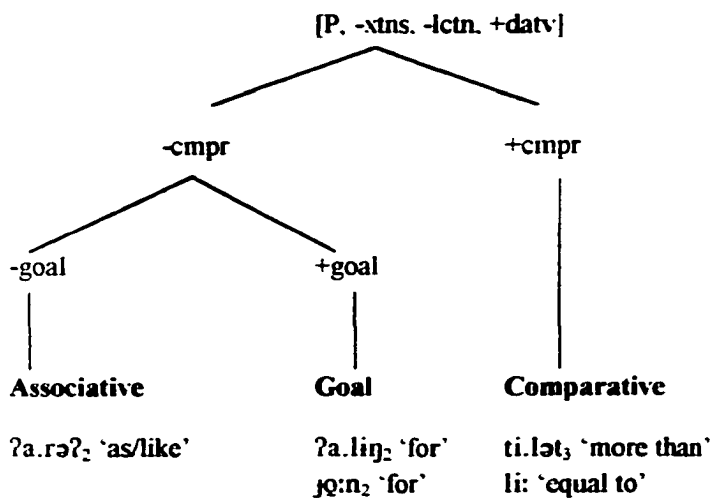 [P, -xtns, -lctn, +datv]
-cmpr +cmpr
-goal +goal
Associative Goal Comparative
ʔa.rəʔ₂ ‘as/like’ ʔa.liŋ₂ ‘for’ ti.lət₃ ‘more than’
ɟo̤:n₂ ‘for’ li: ‘equal to’